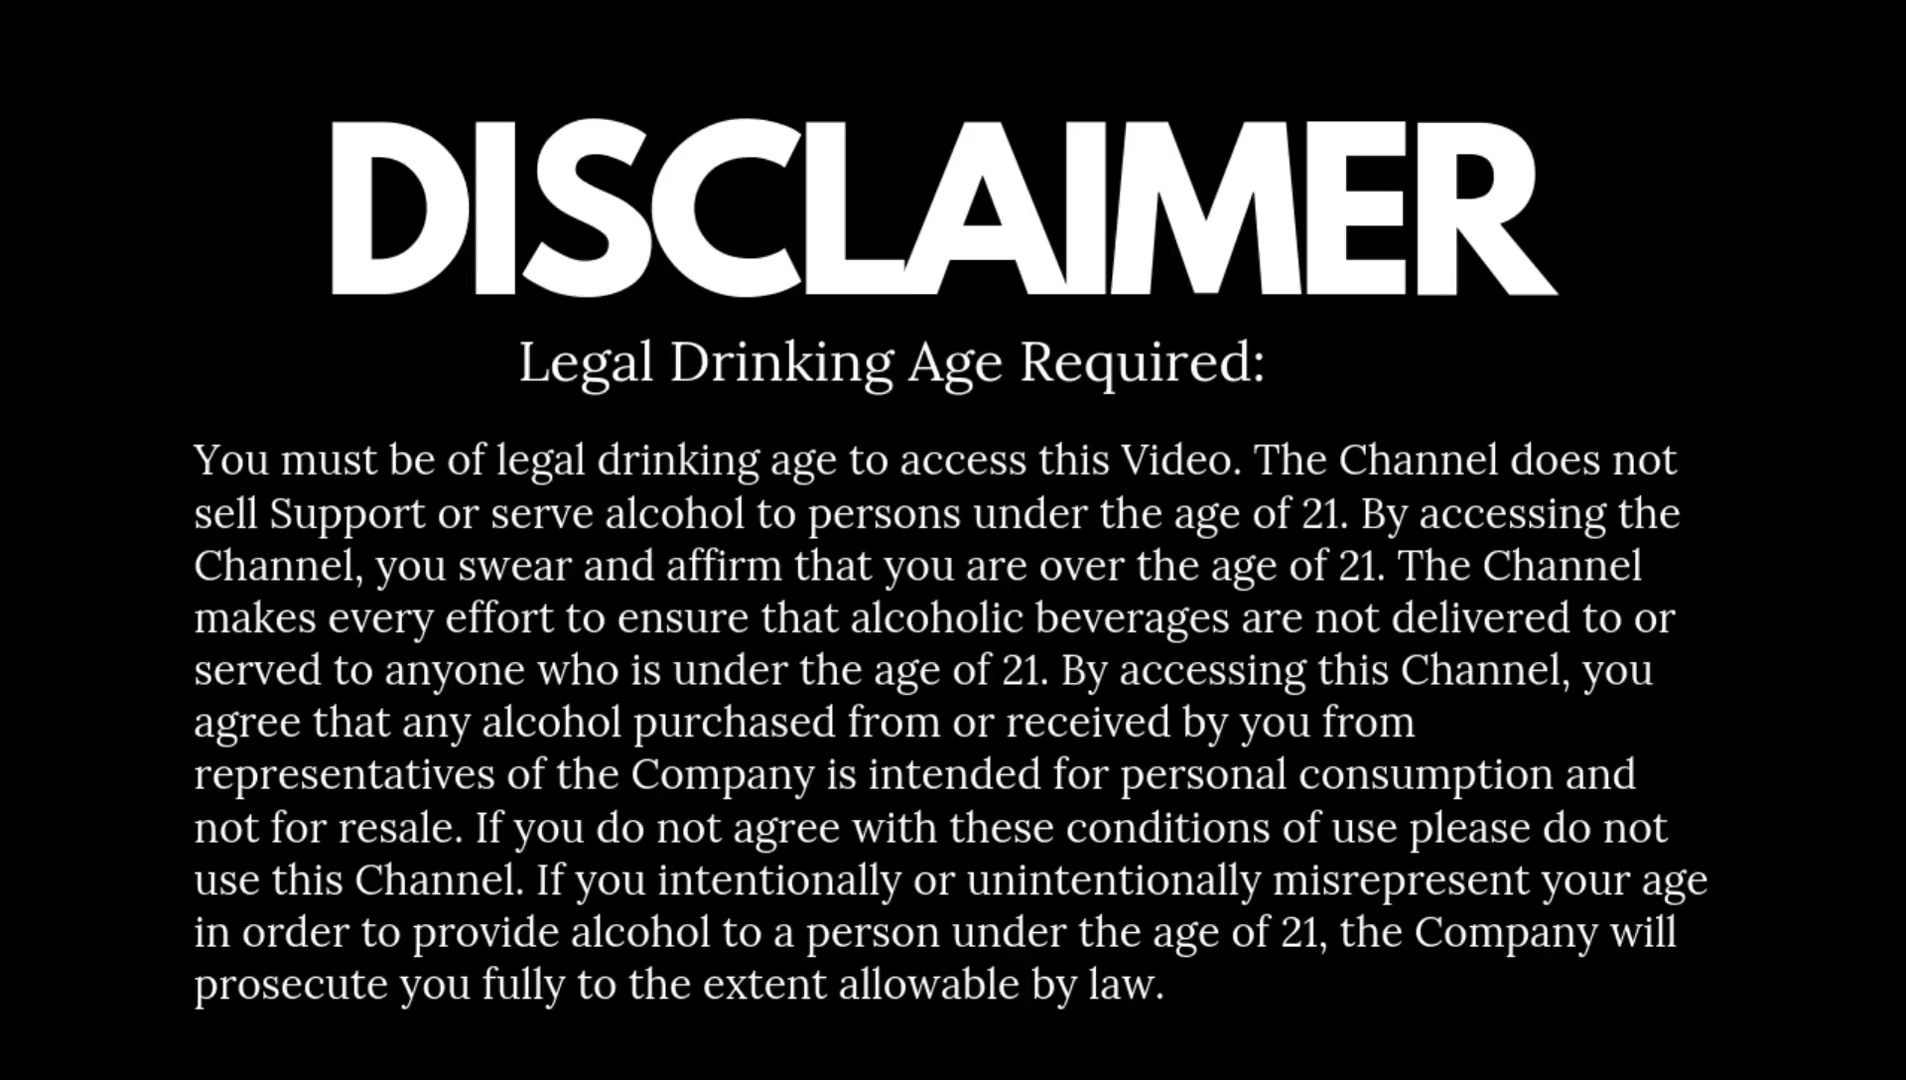 DISCLAIMER
Legal Drinking Age Required:
You must be of legal drinking age to access this Video. The Channel does not
sell Support or serve alcohol to persons under the age of 21. By accessing the
Channel, you swear and affirm that you are over the age of 21. The Channel
makes every effort to ensure that alcoholic beverages are not delivered to or
served to anyone who is under the age of 21. By accessing this Channel, you
agree that any alcohol purchased from or received by you from
representatives of the Company is intended for personal consumption and
not for resale. If you do not agree with these conditions of use please do not
use this Channel. If you intentionally or unintentionally misrepresent your age
in order to provide alcohol to a person under the age of 21, the Company will
prosecute you fully to the extent allowable by law.